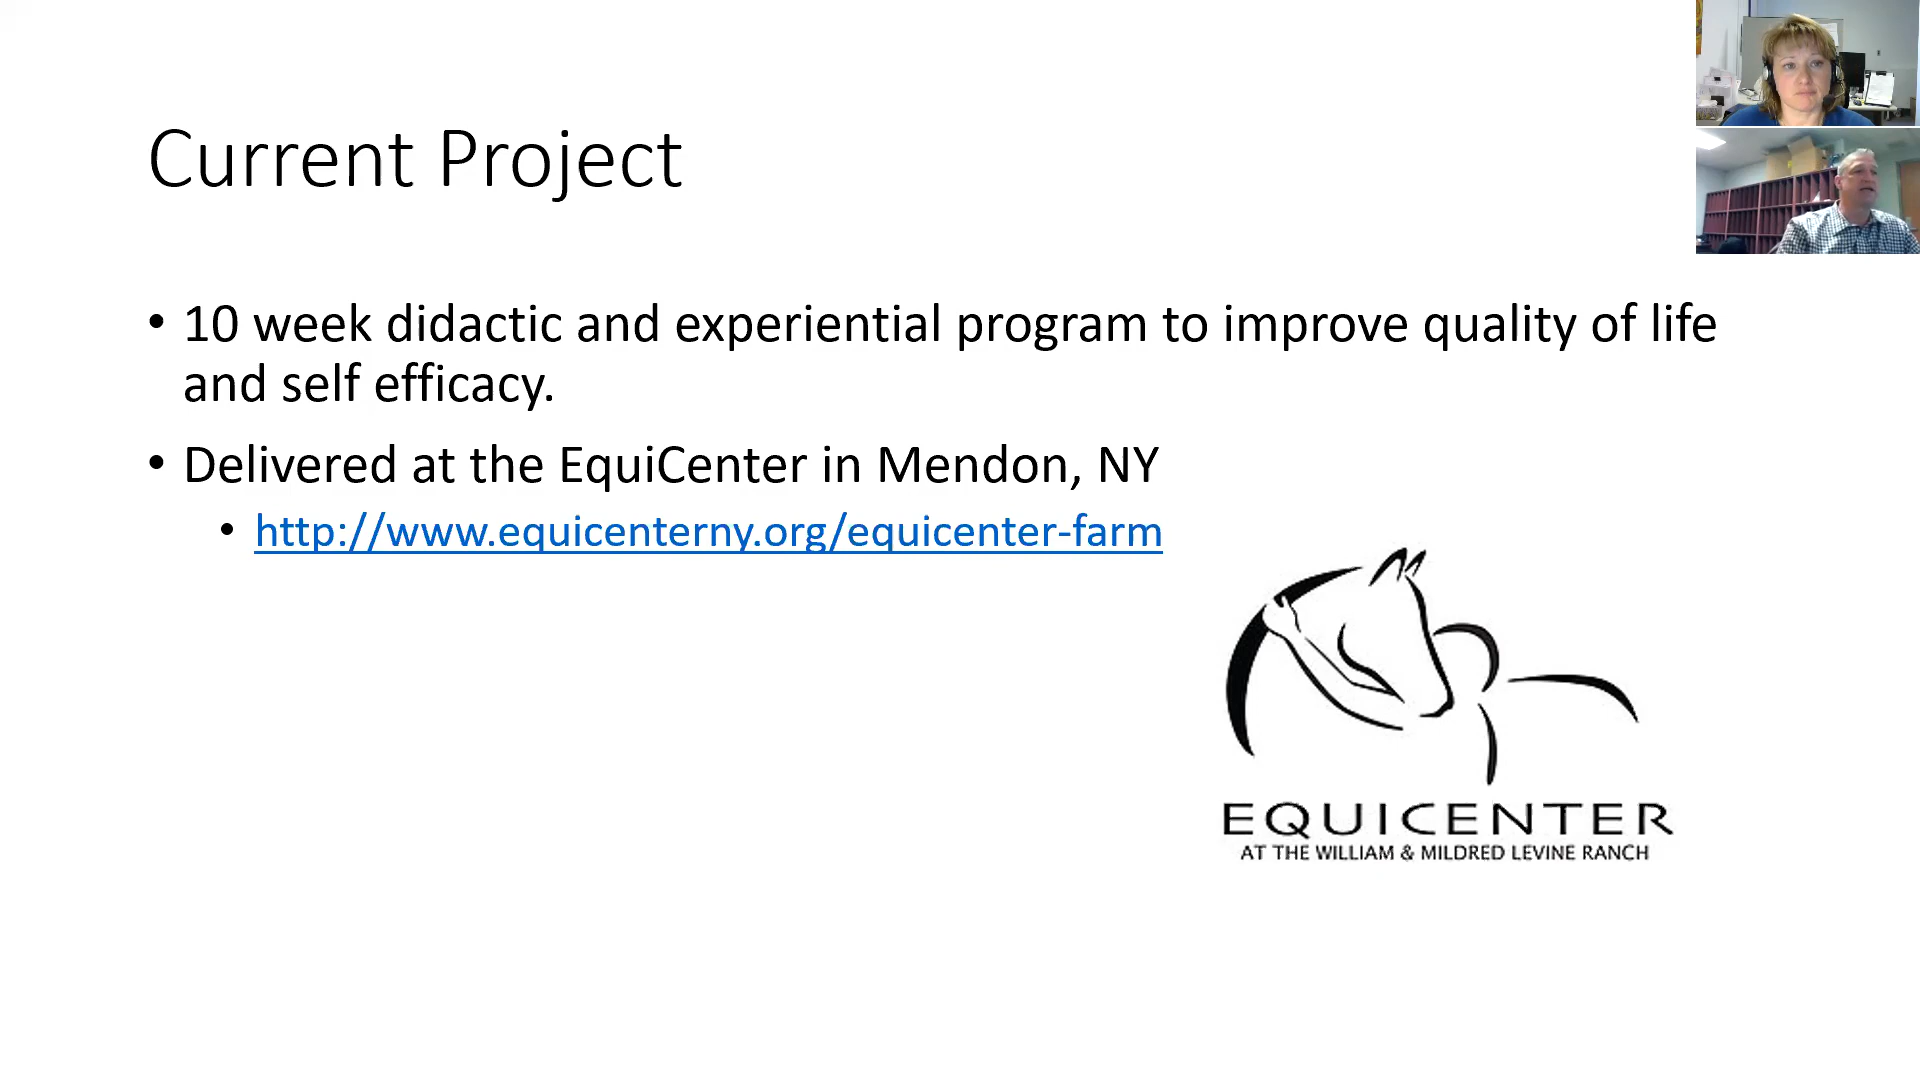 Current Project
• 10 week didactic and experiential program to improve quality of life
and self efficacy.
• Delivered at the EquiCenter in Mendon, NY
• http://www.equicenterny.org/equicenter-farm
EQUICENTER
AT THE WILLIAM & MILDRED LEVINE RANCH